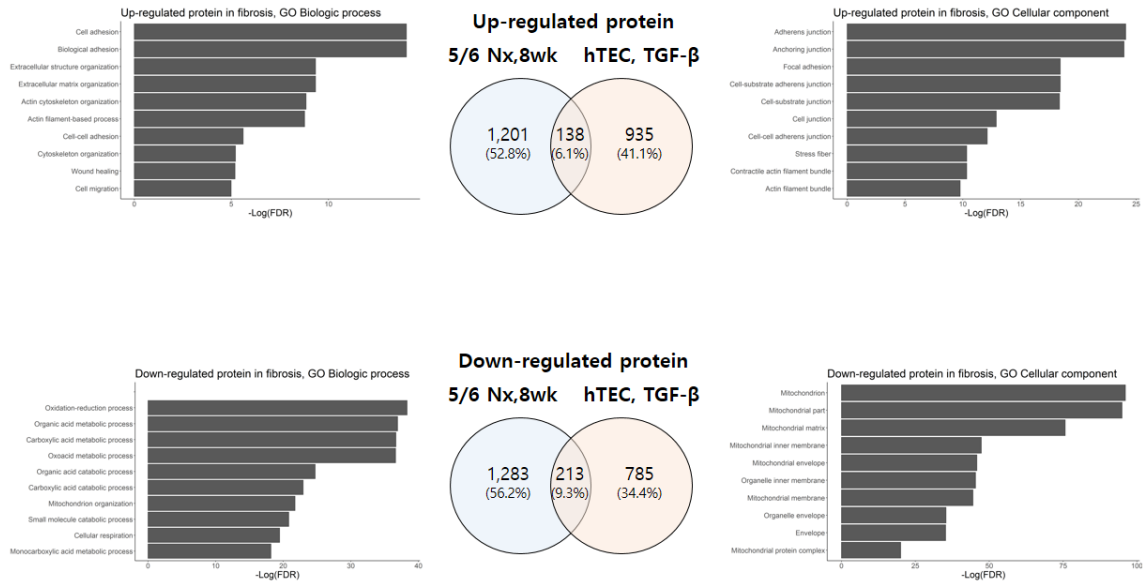 Up-regulated protein in fibrosis, GO Biologic process
Cell adhesion
Biological adhesion
Extracellular structure organization
Extracellular matrix organization
Actin cytoskeleton organization
Actin filament-based process
Cell-cell adhesion
Cytoskeleton organization
Wound healing
Cell migration
0 5 10
-Log(FDR)
Up-regulated protein
5/6 Nx,8wk hTEC, TGF-β
1,201 138 935
(52.8%) (6.1%) (41.1%)
Up-regulated protein in fibrosis, GO Cellular component
Adherens junction
Anchoring junction
Focal adhesion
Cell-substrate adherens junction
Cell-substrate junction
Cell junction
Cell-cell adherens junction
Stress fiber
Contractile actin filament bundle
Actin filament bundle
0 5 10 15 20 25
-Log(FDR)
Down-regulated protein in fibrosis, GO Biologic process
Oxidation-reduction process
Organic acid metabolic process
Carboxylic acid metabolic process
Oxoacid metabolic process
Organic acid catabolic process
Carboxylic acid catabolic process
Mitochondrion organization
Small molecule catabolic process
Cellular respiration
Monocarboxylic acid metabolic process
0 10 20 30 40
-Log(FDR)
Down-regulated protein
5/6 Nx,8wk hTEC, TGF-β
1,283 213 785
(56.2%) (9.3%) (34.4%)
Down-regulated protein in fibrosis, GO Cellular component
Mitochondrion
Mitochondrial part
Mitochondrial matrix
Mitochondrial inner membrane
Mitochondrial envelope
Organelle inner membrane
Mitochondrial membrane
Organelle envelope
Envelope
Mitochondrial protein complex
0 25 50 75 100
-Log(FDR)